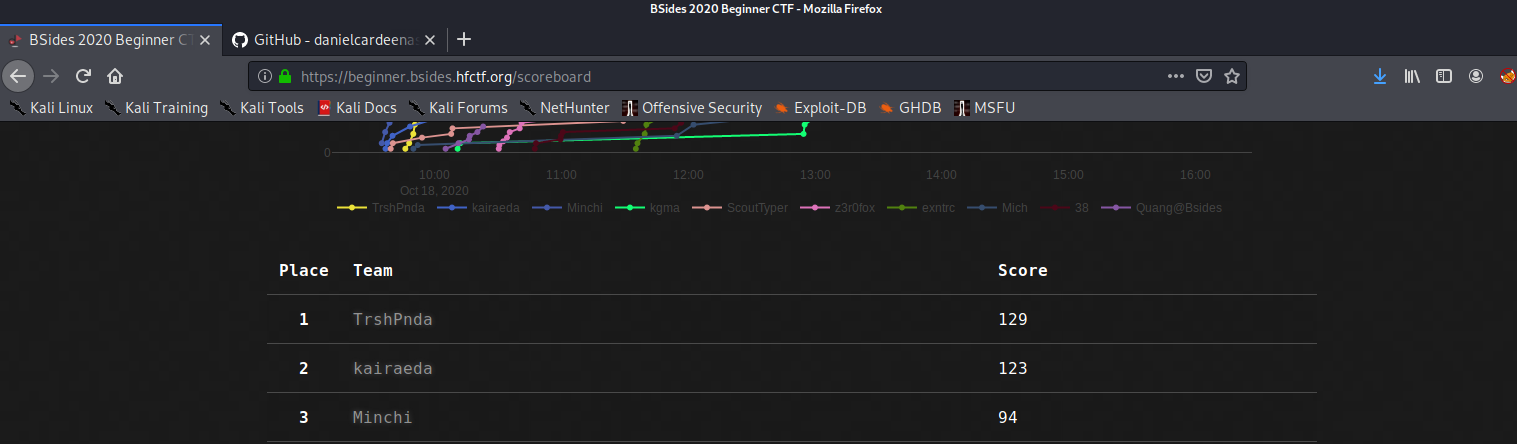 BSides 2020 Beginner CTF - Mozilla Firefox
BSides 2020 Beginner CT GitHub - danielcardeenas
https://beginner.bsides.hfctf.org/scoreboard
Kali Linux Kali Training Kali Tools Kali Docs Kali Forums NetHunter Offensive Security Exploit-DB GHDB MSFU
0
10:00 11:00 12:00 13:00 14:00 15:00 16:00
Oct 18, 2020
TrshPnda kairaeda Minchi kgma ScoutTyper z3r0fox exntrc Mich 38 Quang@Bsides
Place Team Score
1 TrshPnda 129
2 kairaeda 123
3 Minchi 94